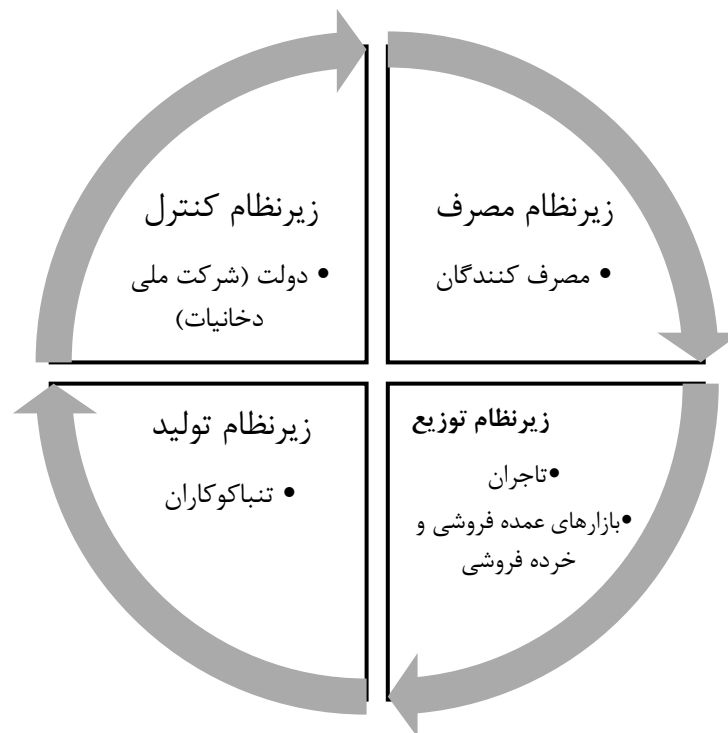 زیرنظام مصرف
• مصرف کنندگان
زیرنظام کنترل
• دولت (شرکت ملی
دخانیات)
زیرنظام توزیع
•تاجران
•بازارهای عمده فروشی و
خرده فروشی
زیرنظام تولید
• تنباکوکاران